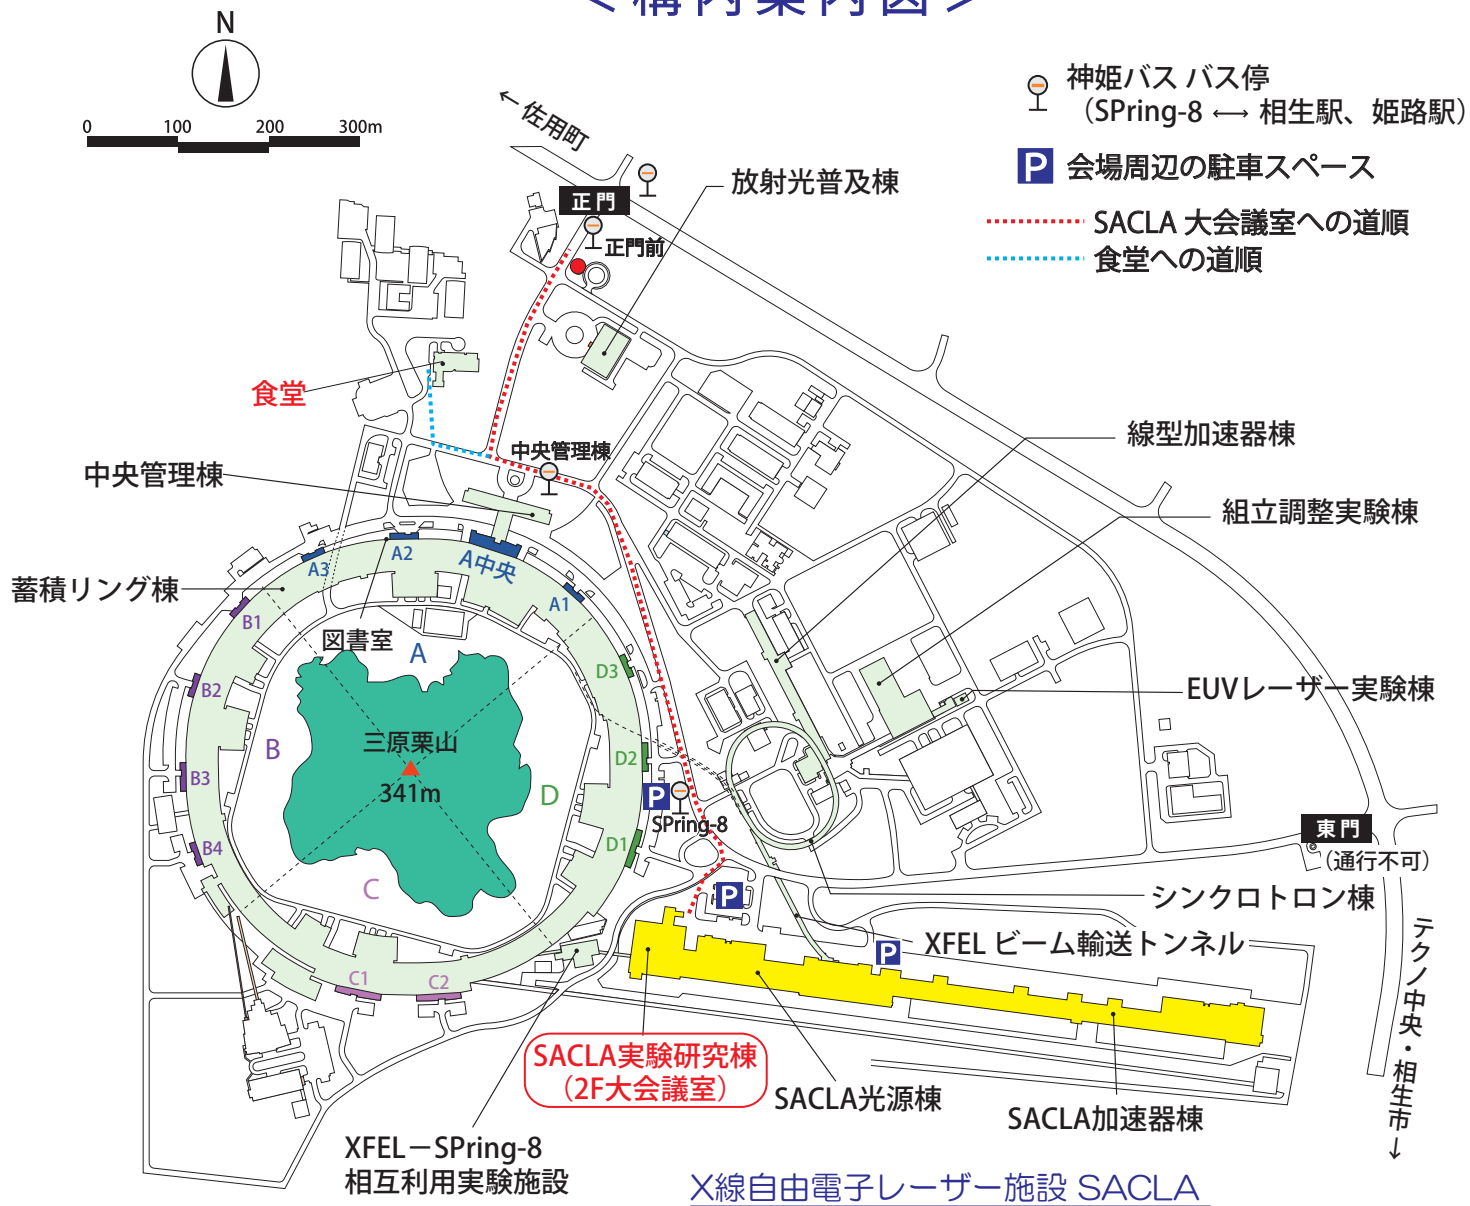 ＜構内案内図＞
N
0 100 200 300m
神姫バス バス停
（SPring-8 ⟷ 相生駅、姫路駅）
P 会場周辺の駐車スペース
SACLA 大会議室への道順
食堂への道順
← 佐用町
正門
正門前
放射光普及棟
食堂
中央管理棟
中央管理棟
線型加速器棟
組立調整実験棟
蓄積リング棟
A3
A2
A中央
A1
B1
図書室
A
D3
B2
EUVレーザー実験棟
B
三原栗山
341m
D
D2
B3
P
SPring-8
D1
B4
東門
（通行不可）
C
P
シンクロトロン棟
XFEL ビーム輸送トンネル
P
C1
C2
テクノ中央・相生市→
SACLA実験研究棟
（2F大会議室）
SACLA光源棟
SACLA加速器棟
XFEL－SPring-8
相互利用実験施設
X線自由電子レーザー施設 SACLA